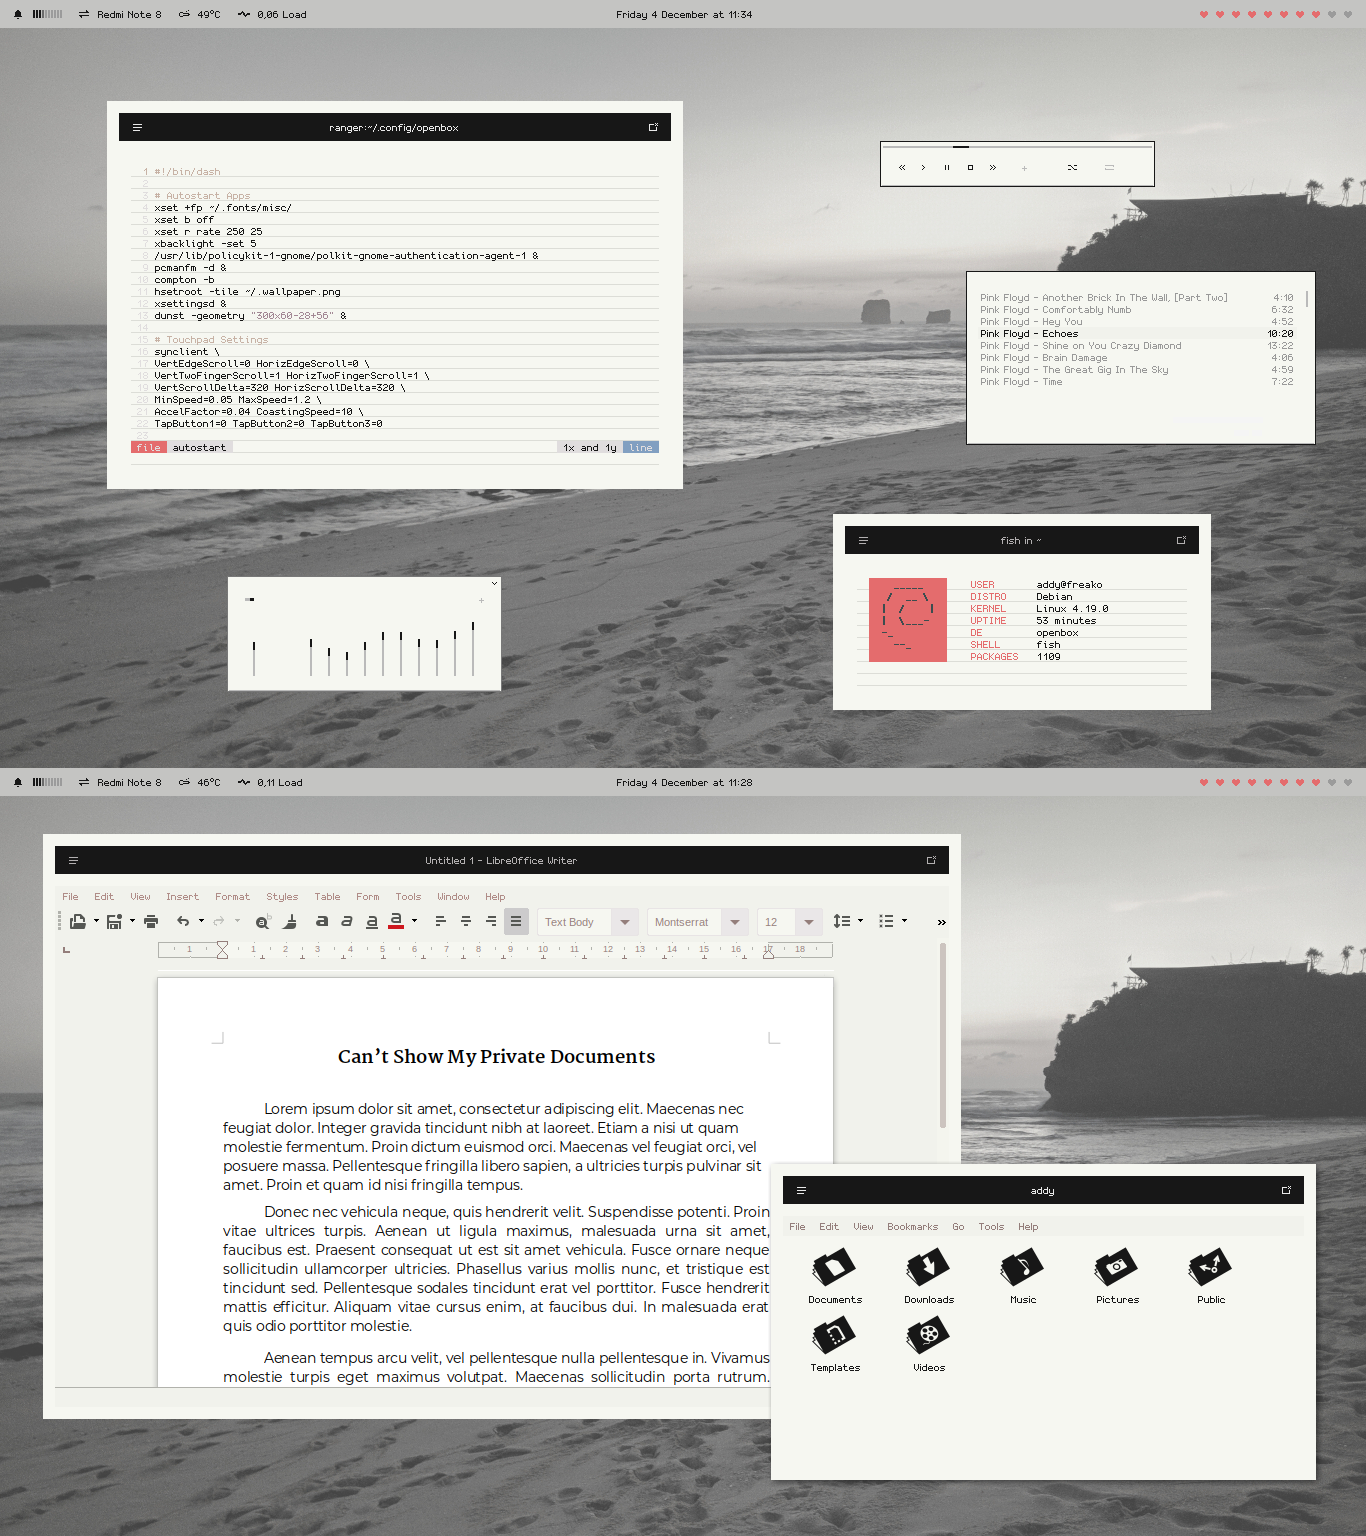 Redmi Note 8 49°C 0,06 Load Friday 4 December at 11:34
ranger:~/.config/openbox
1 #!/bin/dash
2
3 # Autostart Apps
4 xset +fp ~/.fonts/misc/
5 xset b off
6 xset r rate 250 25
7 xbacklight -set 5
8 /usr/lib/policykit-1-gnome/polkit-gnome-authentication-agent-1 &
9 pcmanfm -d &
10 compton -b
11 hsetroot -tile ~/.wallpaper.png
12 xsettingsd &
13 dunst -geometry "300x60-28+56" &
14
15 # Touchpad Settings
16 synclient \
17 VertEdgeScroll=0 HorizEdgeScroll=0 \
18 VertTwoFingerScroll=1 HorizTwoFingerScroll=1 \
19 VertScrollDelta=320 HorizScrollDelta=320 \
20 MinSpeed=0.05 MaxSpeed=1.2 \
21 AccelFactor=0.04 CoastingSpeed=10 \
22 TapButton1=0 TapButton2=0 TapButton3=0
23
file autostart 1x and 1y line
Pink Floyd - Another Brick In The Wall, [Part Two] 4:10
Pink Floyd - Comfortably Numb 6:32
Pink Floyd - Hey You 4:52
Pink Floyd - Echoes 10:20
Pink Floyd - Shine on You Crazy Diamond 13:22
Pink Floyd - Brain Damage 4:06
Pink Floyd - The Great Gig In The Sky 4:59
Pink Floyd - Time 7:22
fish in ~
USER addy@freako
DISTRO Debian
KERNEL Linux 4.19.0
UPTIME 53 minutes
DE openbox
SHELL fish
PACKAGES 1109
Redmi Note 8 46°C 0,11 Load Friday 4 December at 11:28
Untitled 1 - LibreOffice Writer
File Edit View Insert Format Styles Table Form Tools Window Help
Text Body Montserrat 12
1 1 2 3 4 5 6 7 8 9 10 11 12 13 14 15 16 17 18
Can’t Show My Private Documents
Lorem ipsum dolor sit amet, consectetur adipiscing elit. Maecenas nec
feugiat dolor. Integer gravida tincidunt nibh at laoreet. Etiam a nisi ut quam
molestie fermentum. Proin dictum euismod orci. Maecenas vel feugiat orci, vel
posuere massa. Pellentesque fringilla libero sapien, a ultricies turpis pulvinar sit
amet. Proin et quam id nisi fringilla tempus.
Donec nec vehicula neque, quis hendrerit velit. Suspendisse potenti. Proin
vitae ultrices turpis. Aenean ut ligula maximus, malesuada urna sit amet,
faucibus est. Praesent consequat ut est sit amet vehicula. Fusce ornare neque
sollicitudin ullamcorper ultricies. Phasellus varius mollis nunc, et tristique est
tincidunt sed. Pellentesque sodales tincidunt erat vel porttitor. Fusce hendrerit
mattis efficitur. Aliquam vitae cursus enim, at faucibus dui. In malesuada erat
quis odio porttitor molestie.
Aenean tempus arcu velit, vel pellentesque nulla pellentesque in. Vivamus
molestie turpis eget maximus volutpat. Maecenas sollicitudin porta rutrum.
addy
File Edit View Bookmarks Go Tools Help
Documents Downloads Music Pictures Public
Templates Videos